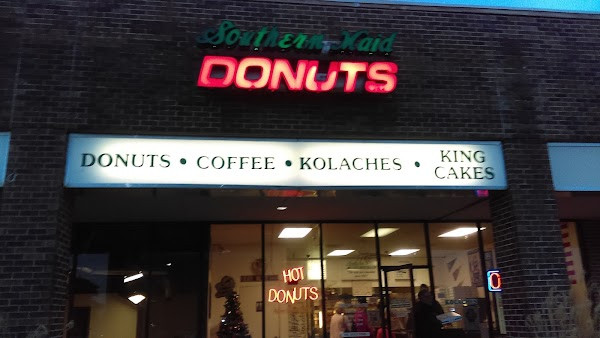 Southern Maid
DONUTS
DONUTS • COFFEE • KOLACHES • KING CAKES
HOT
DONUTS